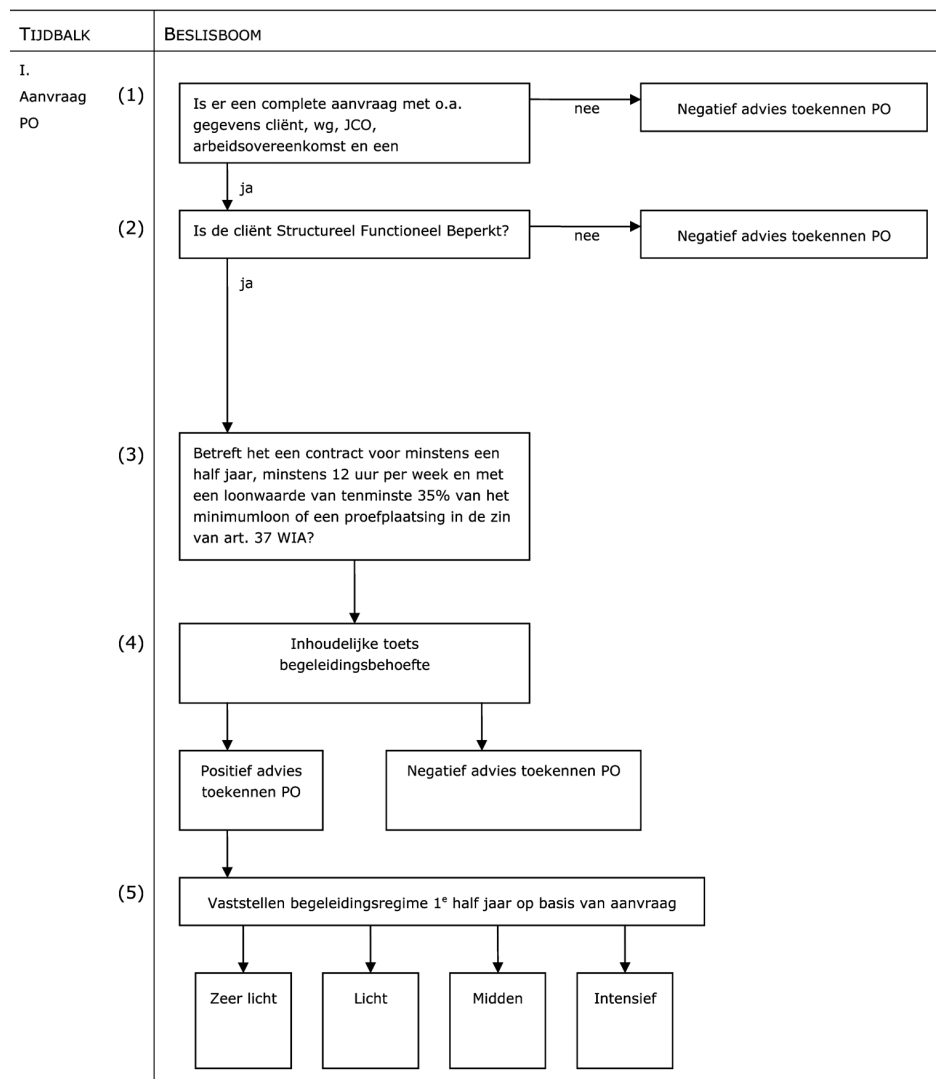 TIJDBALK
BESLISBOOM
I.
Aanvraag
PO
(1)
Is er een complete aanvraag met o.a.
gegevens cliënt, wg, JCO,
arbeidsovereenkomst en een
nee
Negatief advies toekennen PO
ja
(2)
Is de cliënt Structureel Functioneel Beperkt?
nee
Negatief advies toekennen PO
ja
(3)
Betreft het een contract voor minstens een
half jaar, minstens 12 uur per week en met
een loonwaarde van tenminste 35% van het
minimumloon of een proefplaatsing in de zin
van art. 37 WIA?
(4)
Inhoudelijke toets
begeleidingsbehoefte
Positief advies
toekennen PO
Negatief advies toekennen PO
(5)
Vaststellen begeleidingsregime 1e half jaar op basis van aanvraag
Zeer licht
Licht
Midden
Intensief